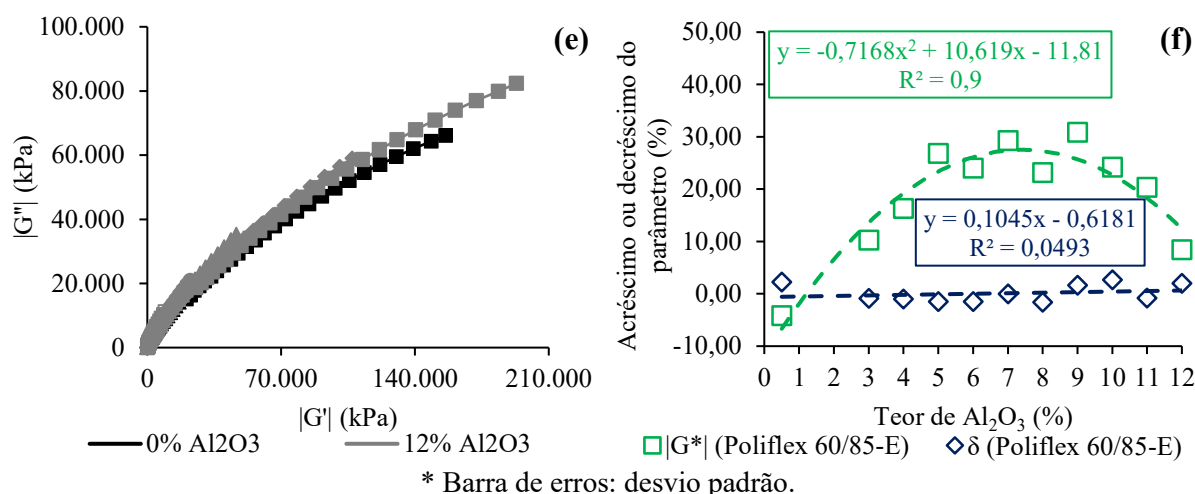 (e)
100.000
80.000
60.000
40.000
20.000
0
|G"| (kPa)
0
70.000
140.000
210.000
|G'| (kPa)
0% Al2O3
12% Al2O3
(f)
50,00
40,00
30,00
20,00
10,00
0,00
-10,00
Acréscimo ou decréscimo do
parâmetro (%)
y = -0,7168x² + 10,619x - 11,81
R² = 0,9
y = 0,1045x - 0,6181
R² = 0,0493
0 1 2 3 4 5 6 7 8 9 10 11 12
Teor de Al₂O₃ (%)
|G*| (Poliflex 60/85-E)
δ (Poliflex 60/85-E)
* Barra de erros: desvio padrão.